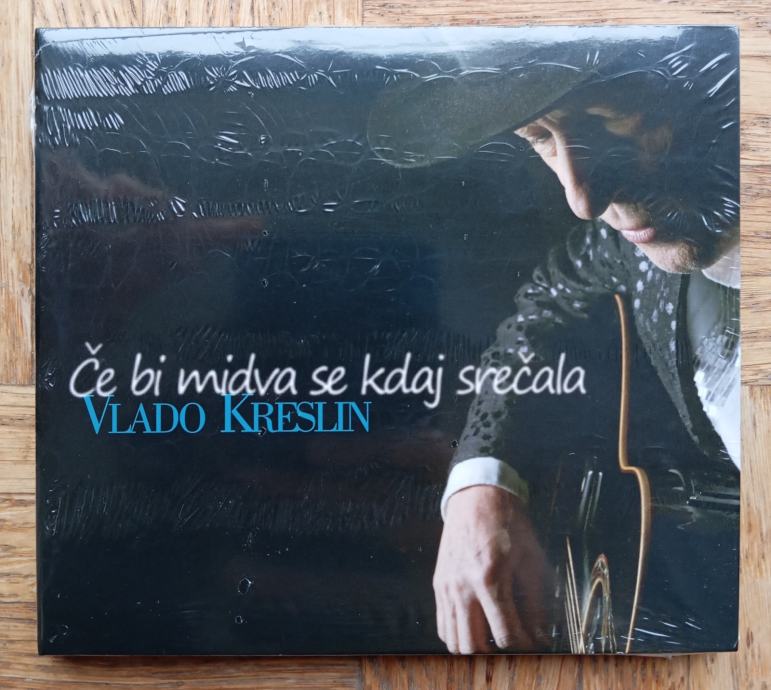 Če bi midva se kdaj srečala
VLADO KRESLIN